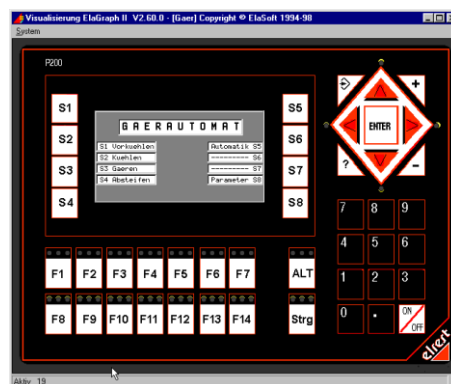 Visualisierung ElaGraph II V2.60.0 - [Gaer] Copyright © ElaSoft 1994-98
System
P200
S1
S2
S3
S4
GAERAUTOMAT
S1 Vorkuehlen Automatik S5
S2 Kuehlen --------- S6
S3 Gaeren --------- S7
S4 Absteifen Parameter S8
S5
S6
S7
S8
+
ENTER
?
-
7 8 9
4 5 6
1 2 3
0 . ON OFF
F1 F2 F3 F4 F5 F6 F7 ALT
F8 F9 F10 F11 F12 F13 F14 Strg
elrest
Aktiv 19